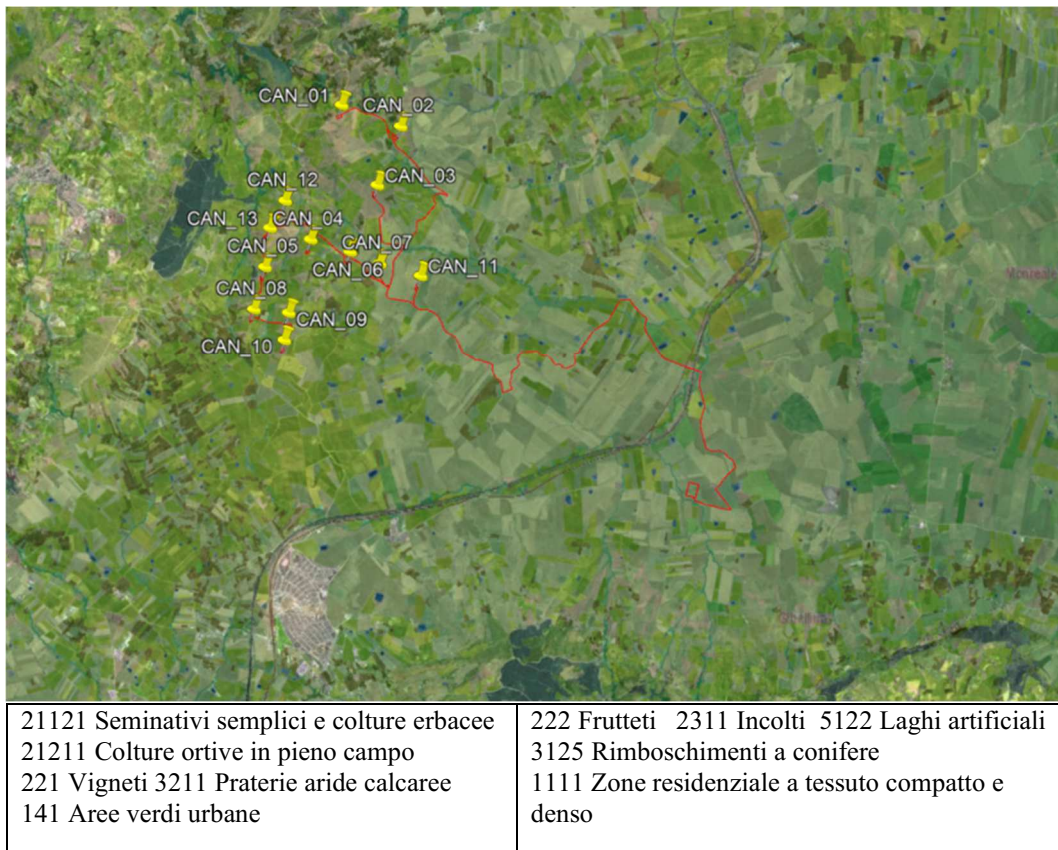 CAN_01
CAN_02
CAN_03
CAN_12
CAN_13
CAN_04
CAN_05
CAN_07
CAN_06
CAN_11
CAN_08
CAN_09
CAN_10
21121 Seminativi semplici e colture erbacee
21211 Colture ortive in pieno campo
221 Vigneti 3211 Praterie aride calcaree
141 Aree verdi urbane
222 Frutteti 2311 Incolti 5122 Laghi artificiali
3125 Rimboschimenti a conifere
1111 Zone residenziale a tessuto compatto e
denso